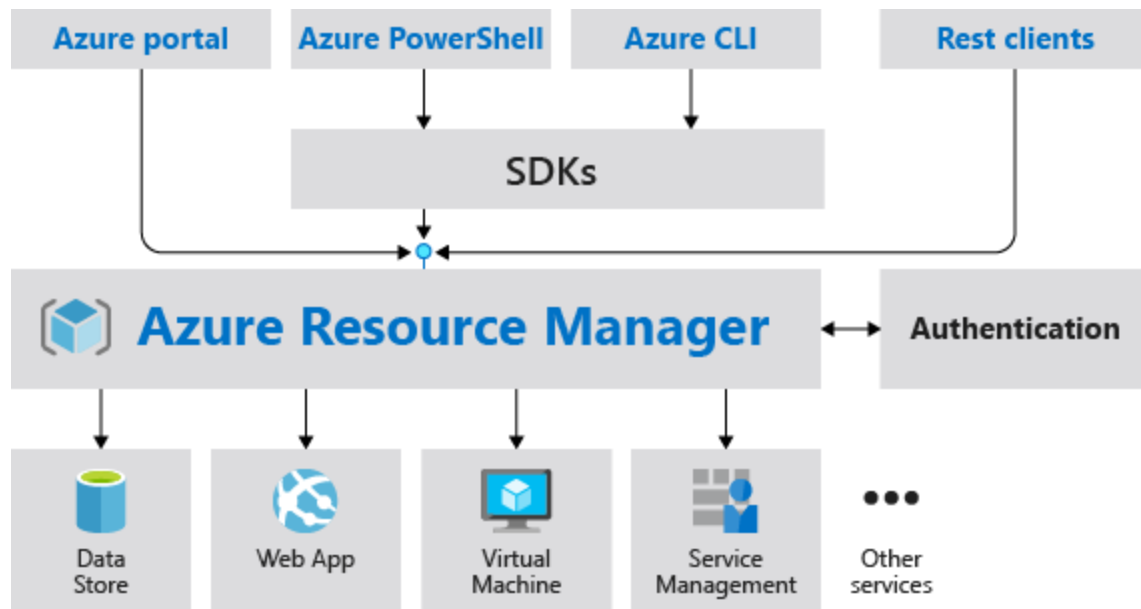 Azure portal
Azure PowerShell
Azure CLI
Rest clients
SDKs
Azure Resource Manager
Authentication
Data
Store
Web App
Virtual
Machine
Service
Management
Other
services